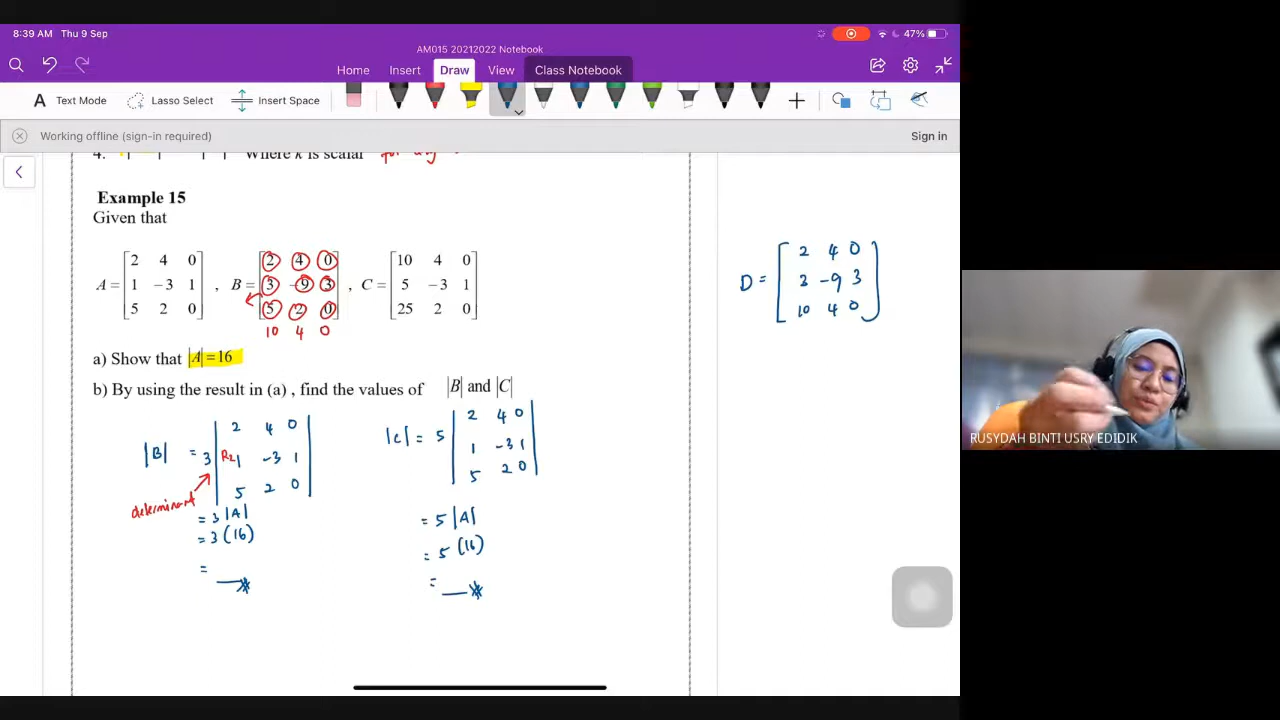 8:39 AM Thu 9 Sep
47%
AM015 20212022 Notebook
Home Insert Draw View Class Notebook
A Text Mode Lasso Select Insert Space
Working offline (sign-in required) Sign in
4. Where k is scalar for any
Example 15
Given that
A = [2 4 0
1 −3 1
5 2 0] , B = [2 4 0
3 −9 3
5 2 0] , C = [10 4 0
5 −3 1
25 2 0]
10 4 0
D = [2 4 0
3 −9 3
10 4 0]
a) Show that |A| = 16
b) By using the result in (a) , find the values of |B| and |C|
|B| = 3 |2 4 0
R2 1 −3 1
5 2 0|
determinant
= 3 |A|
= 3 (16)
=
|C| = 5 |2 4 0
1 −3 1
5 2 0|
= 5 |A|
= 5 (16)
=
RUSYDAH BINTI USRY EDIDIK